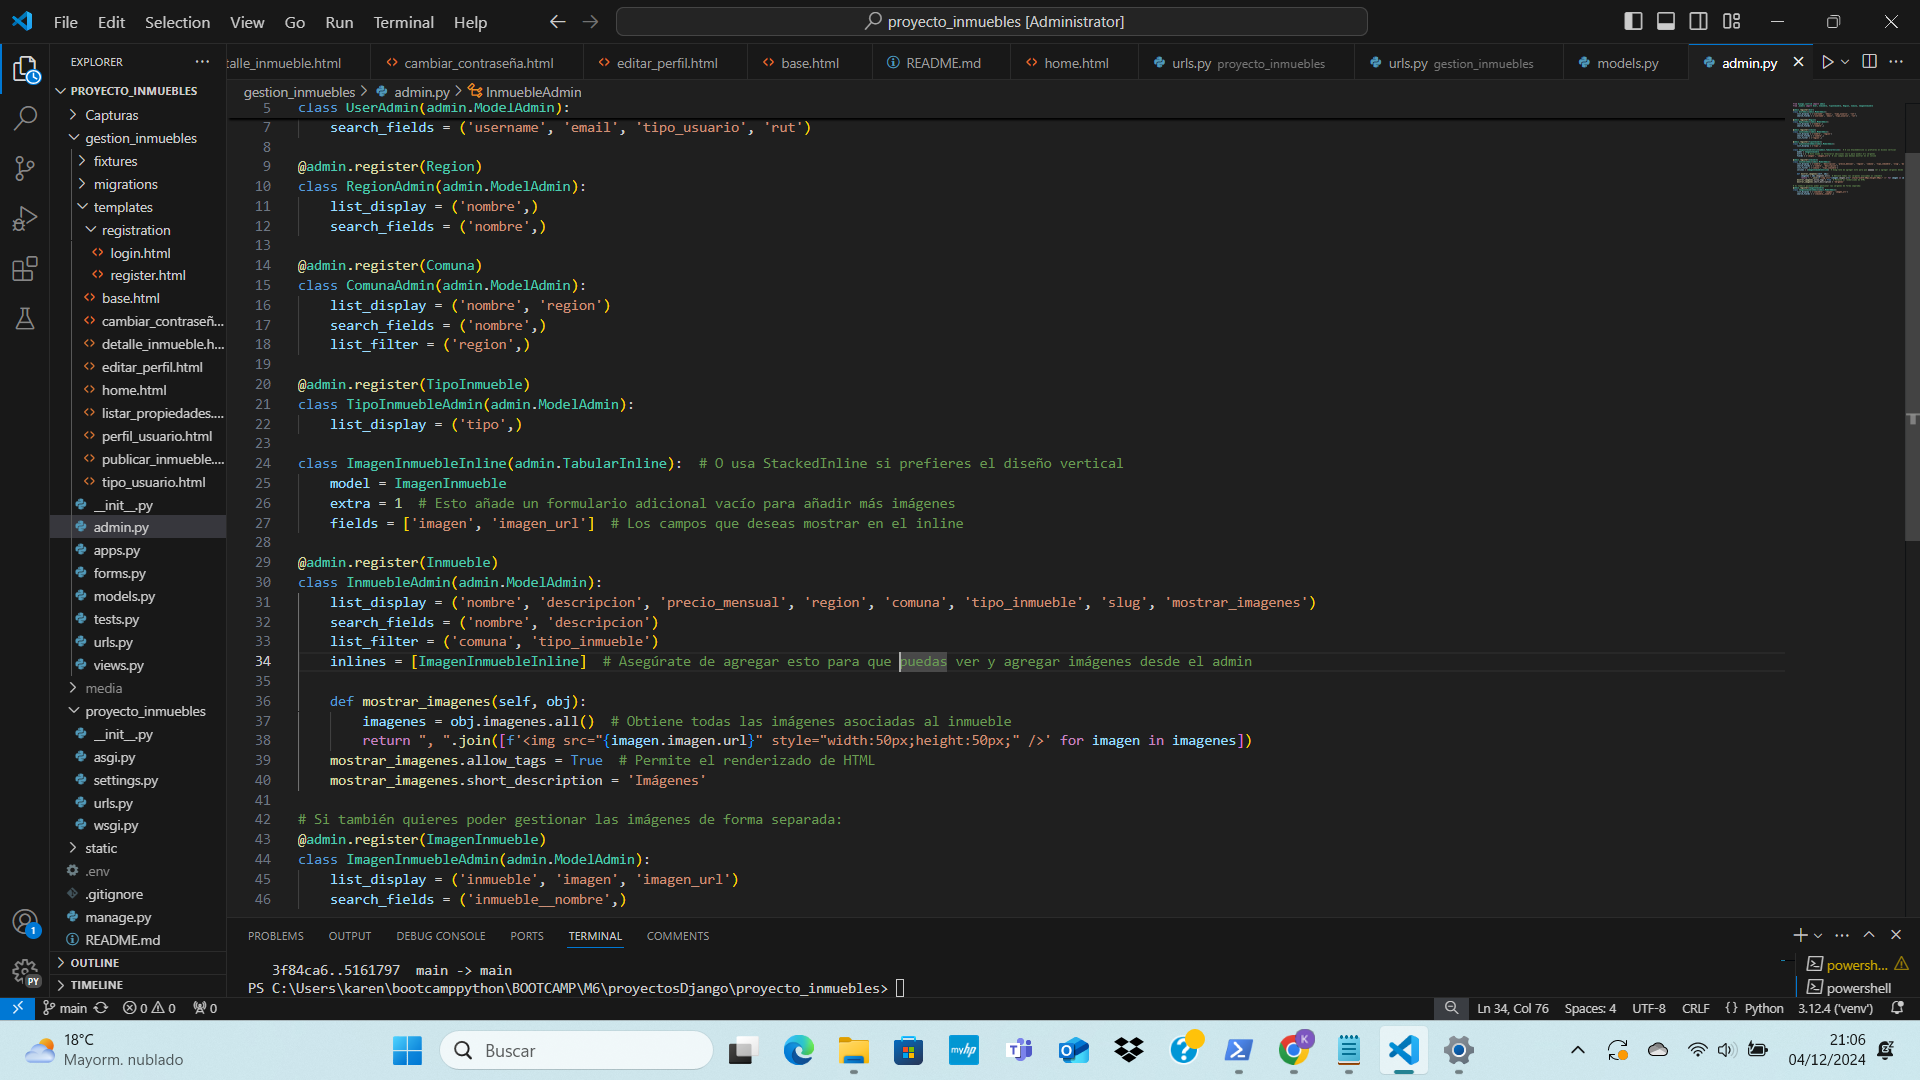 File Edit Selection View Go Run Terminal Help
proyecto_inmuebles [Administrator]
EXPLORER
talle_inmueble.html
cambiar_contraseña.html
editar_perfil.html
base.html
README.md
home.html
urls.py proyecto_inmuebles
urls.py gestion_inmuebles
models.py
admin.py
gestion_inmuebles > admin.py > InmuebleAdmin
PROYECTO_INMUEBLES
Capturas
gestion_inmuebles
fixtures
migrations
templates
registration
login.html
register.html
base.html
cambiar_contraseñ...
detalle_inmueble.h...
editar_perfil.html
home.html
listar_propiedades....
perfil_usuario.html
publicar_inmueble....
tipo_usuario.html
__init__.py
admin.py
apps.py
forms.py
models.py
tests.py
urls.py
views.py
media
proyecto_inmuebles
__init__.py
asgi.py
settings.py
urls.py
wsgi.py
static
.env
.gitignore
manage.py
README.md
OUTLINE
TIMELINE
5 class UserAdmin(admin.ModelAdmin):
7 search_fields = ('username', 'email', 'tipo_usuario', 'rut')
8
9 @admin.register(Region)
10 class RegionAdmin(admin.ModelAdmin):
11 list_display = ('nombre',)
12 search_fields = ('nombre',)
13
14 @admin.register(Comuna)
15 class ComunaAdmin(admin.ModelAdmin):
16 list_display = ('nombre', 'region')
17 search_fields = ('nombre',)
18 list_filter = ('region',)
19
20 @admin.register(TipoInmueble)
21 class TipoInmuebleAdmin(admin.ModelAdmin):
22 list_display = ('tipo',)
23
24 class ImagenInmuebleInline(admin.TabularInline):  # O usa StackedInline si prefieres el diseño vertical
25 model = ImagenInmueble
26 extra = 1  # Esto añade un formulario adicional vacío para añadir más imágenes
27 fields = ['imagen', 'imagen_url']  # Los campos que deseas mostrar en el inline
28
29 @admin.register(Inmueble)
30 class InmuebleAdmin(admin.ModelAdmin):
31 list_display = ('nombre', 'descripcion', 'precio_mensual', 'region', 'comuna', 'tipo_inmueble', 'slug', 'mostrar_imagenes')
32 search_fields = ('nombre', 'descripcion')
33 list_filter = ('comuna', 'tipo_inmueble')
34 inlines = [ImagenInmuebleInline]  # Asegúrate de agregar esto para que puedas ver y agregar imágenes desde el admin
35
36 def mostrar_imagenes(self, obj):
37 imagenes = obj.imagenes.all()  # Obtiene todas las imágenes asociadas al inmueble
38 return ", ".join([f'<img src="{imagen.imagen.url}" style="width:50px;height:50px;" />' for imagen in imagenes])
39 mostrar_imagenes.allow_tags = True  # Permite el renderizado de HTML
40 mostrar_imagenes.short_description = 'Imágenes'
41
42 # Si también quieres poder gestionar las imágenes de forma separada:
43 @admin.register(ImagenInmueble)
44 class ImagenInmuebleAdmin(admin.ModelAdmin):
45 list_display = ('inmueble', 'imagen', 'imagen_url')
46 search_fields = ('inmueble__nombre',)
PROBLEMS OUTPUT DEBUG CONSOLE PORTS TERMINAL COMMENTS
3f84ca6..5161797  main -> main
PS C:\Users\karen\bootcamppython\BOOTCAMP\M6\proyectosDjango\proyecto_inmuebles>
powersh...
powershell
1
PY
main 0 0 0
Ln 34, Col 76 Spaces: 4 UTF-8 CRLF {} Python 3.12.4 ('venv')
18°C
Mayorm. nublado
Buscar
myhp
K
21:06
04/12/2024